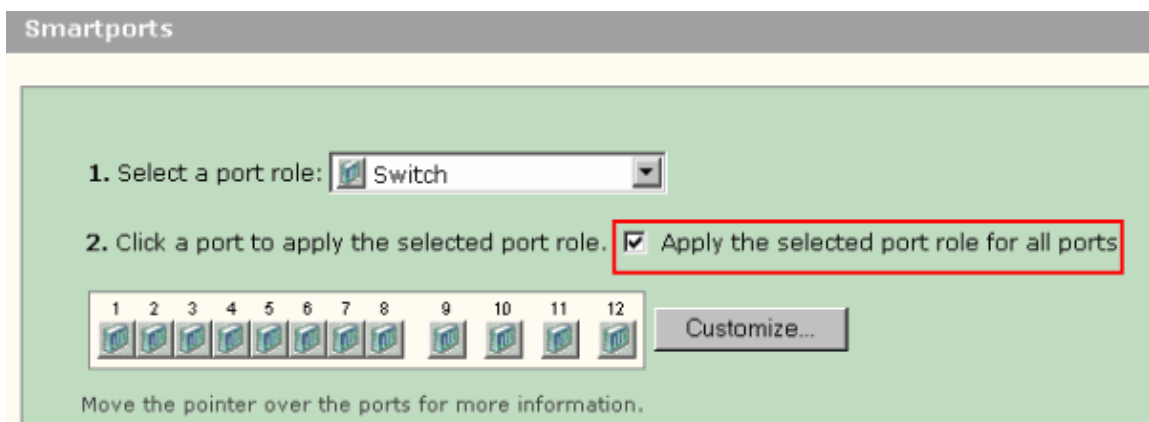 Smartports
1. Select a port role: Switch
2. Click a port to apply the selected port role. Apply the selected port role for all ports
1 2 3 4 5 6 7 8 9 10 11 12
Customize...
Move the pointer over the ports for more information.